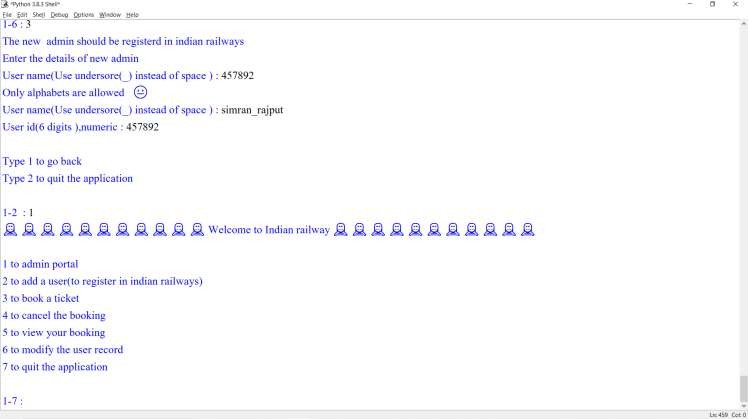 *Python 3.8.3 Shell*
File Edit Shell Debug Options Window Help
1-6 : 3
The new  admin should be registerd in indian railways
Enter the details of new admin
User name(Use undersore(_) instead of space ) : 457892
Only alphabets are allowed
User name(Use undersore(_) instead of space ) : simran_rajput
User id(6 digits ),numeric : 457892
Type 1 to go back
Type 2 to quit the application
1-2  : 1
Welcome to Indian railway
1 to admin portal
2 to add a user(to register in indian railways)
3 to book a ticket
4 to cancel the booking
5 to view your booking
6 to modify the user record
7 to quit the application
1-7 :
Ln: 459 Col: 0